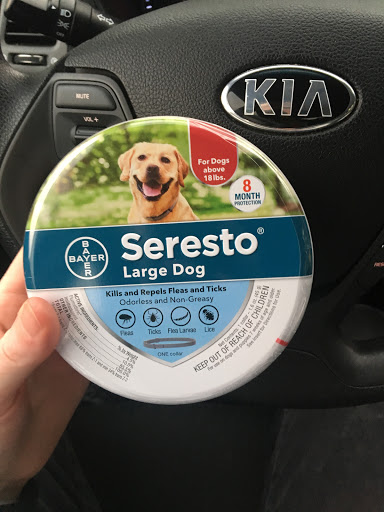 MUTE
VOL +
KIA
For Dogs
above
18 lbs.
8
MONTH
PROTECTION
BAYER
BAYER
Seresto®
Large Dog
Kills and Repels Fleas and Ticks
Odorless and Non-Greasy
Fleas
Ticks
Flea Larvae
Lice
ONE collar
KEEP OUT OF REACH OF CHILDREN